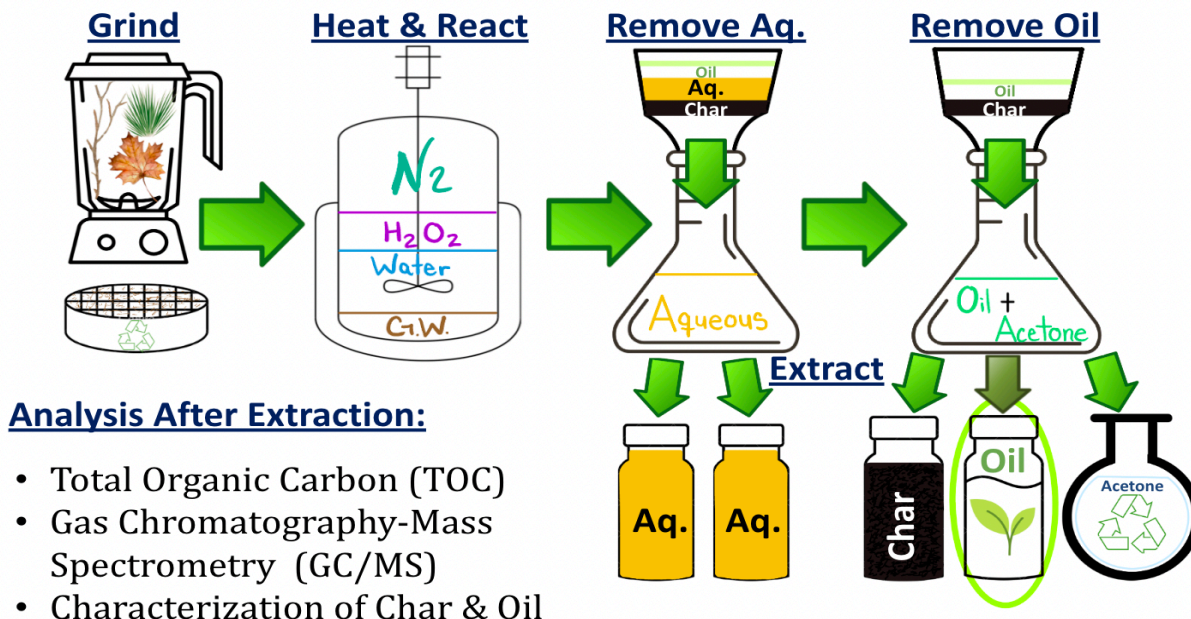 Grind
Heat & React
Remove Aq.
Remove Oil
Oil
Aq.
Char
Oil
Char
N2
H2O2
Water
G.W.
Aqueous
Oil +
Acetone
Extract
Aq.
Aq.
Char
Oil
Acetone
Analysis After Extraction:
• Total Organic Carbon (TOC)
• Gas Chromatography-Mass
Spectrometry (GC/MS)
• Characterization of Char & Oil